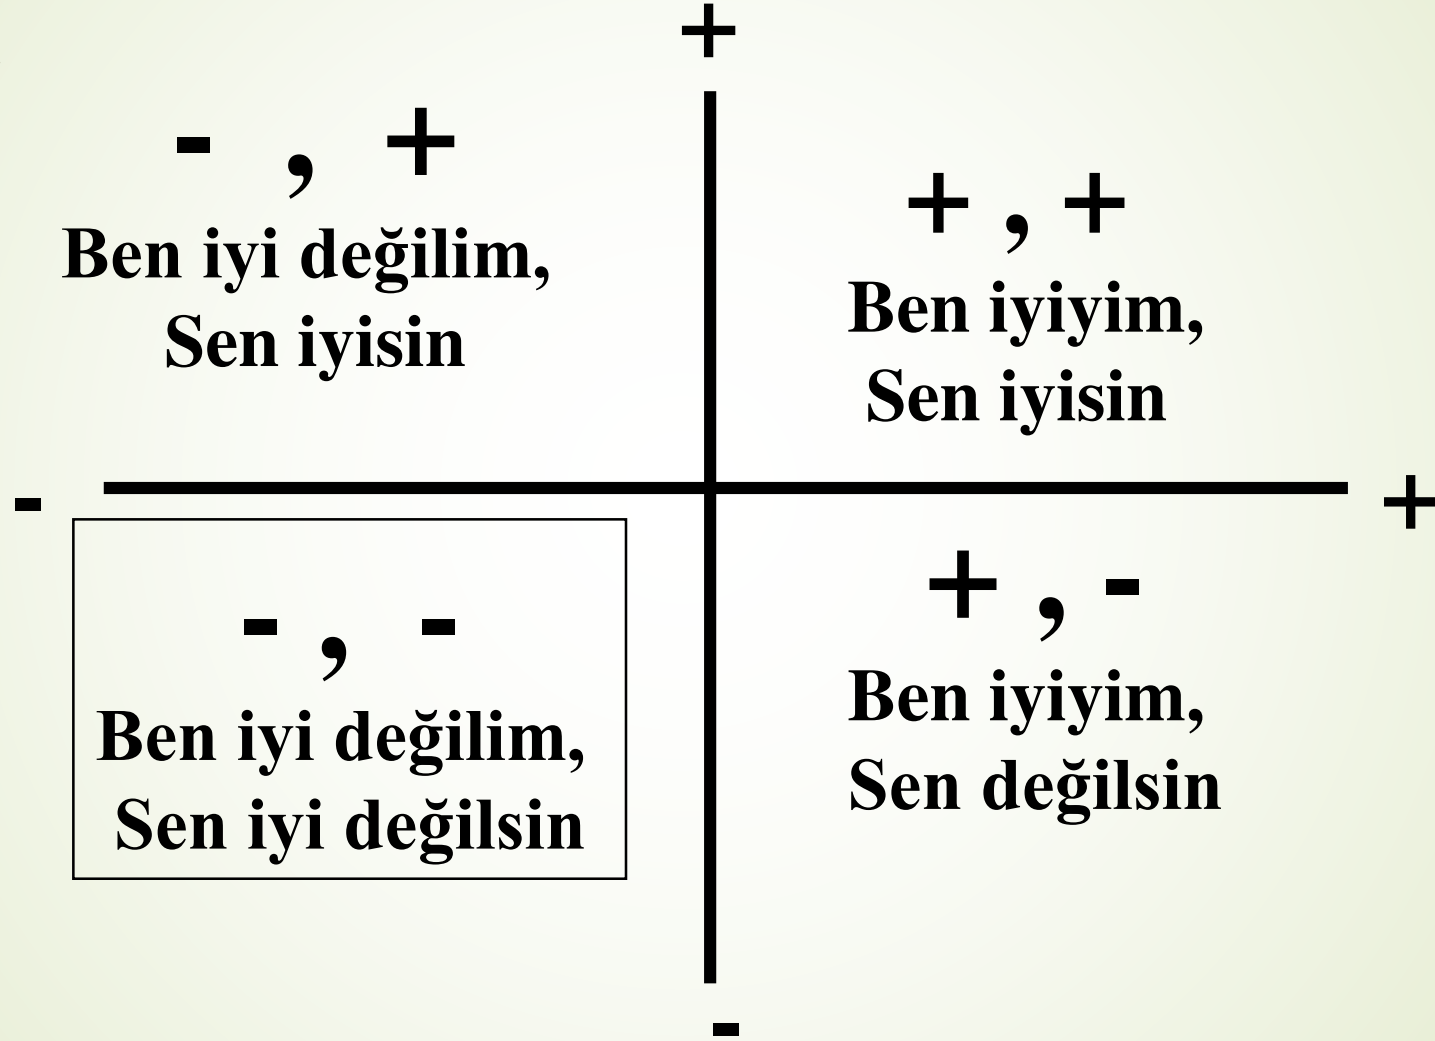 +
- , +
Ben iyi değilim,
Sen iyisin
+ , +
Ben iyiyim,
Sen iyisin
-
+
- , -
Ben iyi değilim,
Sen iyi değilsin
+ , -
Ben iyiyim,
Sen değilsin
-